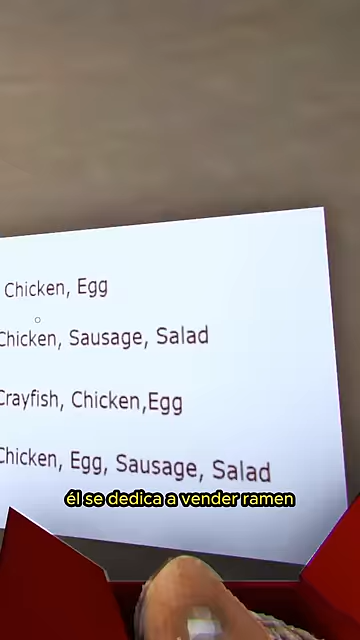 Chicken, Egg
Chicken, Sausage, Salad
Crayfish, Chicken,Egg
Chicken, Egg, Sausage, Salad
él se dedica a vender ramen